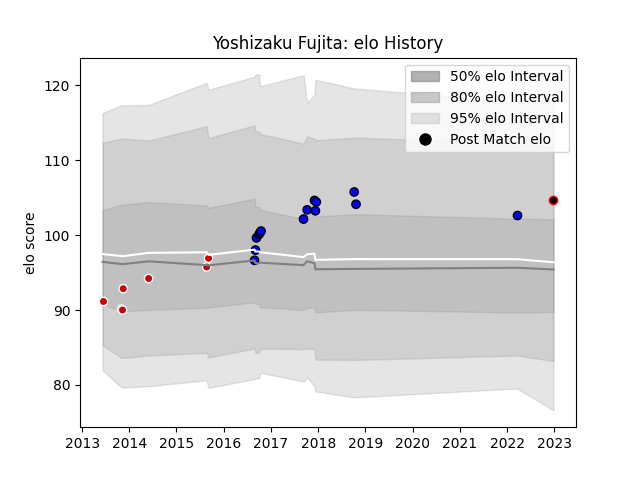 Yoshizaku Fujita: elo History
50% elo Interval
80% elo Interval
95% elo Interval
Post Match elo
elo score
120
110
100
90
80
2013 2014 2015 2016 2017 2018 2019 2020 2021 2022 2023